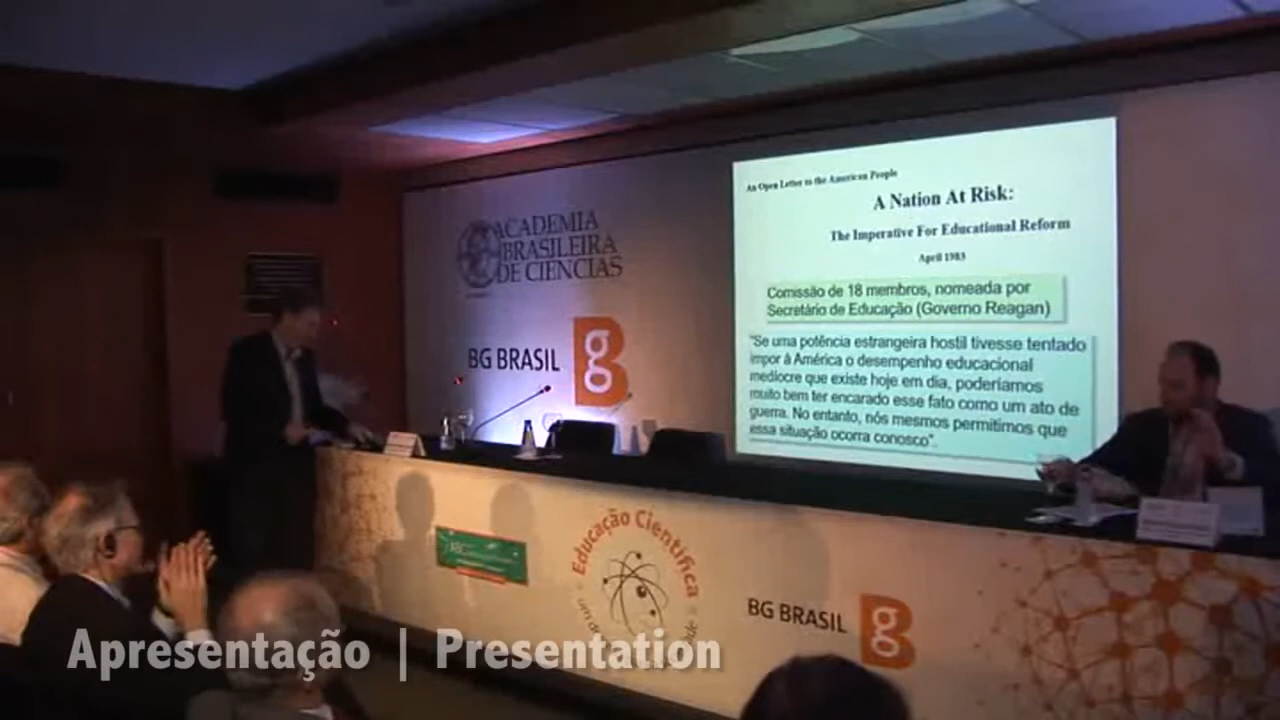 An Open Letter to the American People
A Nation At Risk:
The Imperative For Educational Reform
April 1983
Comissão de 18 membros, nomeada por
Secretário de Educação (Governo Reagan)
"Se uma potência estrangeira hostil tivesse tentado
impor à América o desempenho educacional
medíocre que existe hoje em dia, poderíamos
muito bem ter encarado esse fato como um ato de
guerra. No entanto, nós mesmos permitimos que
essa situação ocorra conosco".
ACADEMIA
BRASILEIRA
DE CIÊNCIAS
BG BRASIL
Educação Científica
BG BRASIL
Apresentação | Presentation